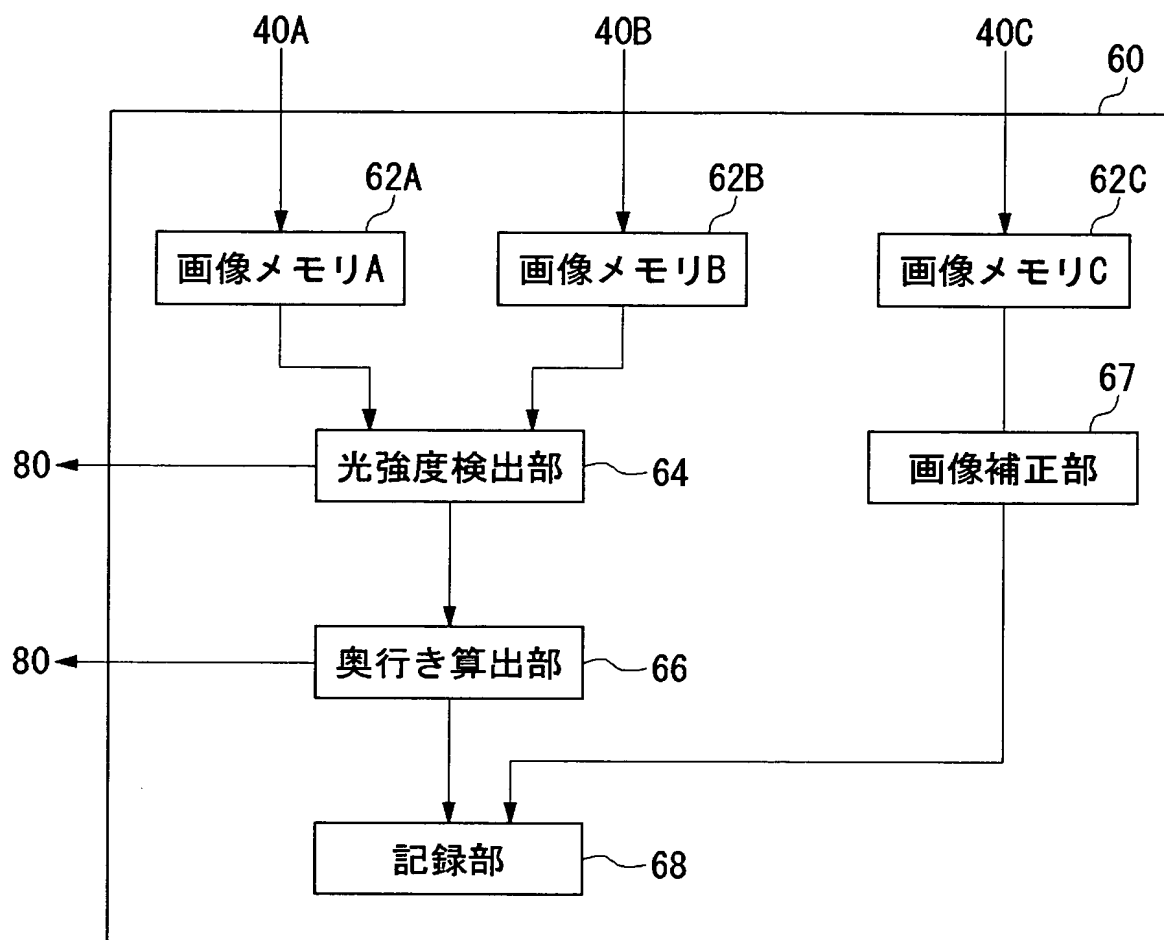 40A
40B
40C
60
62A
62B
62C
画像メモリA
画像メモリB
画像メモリC
67
80
光強度検出部
64
画像補正部
80
奥行き算出部
66
記録部
68